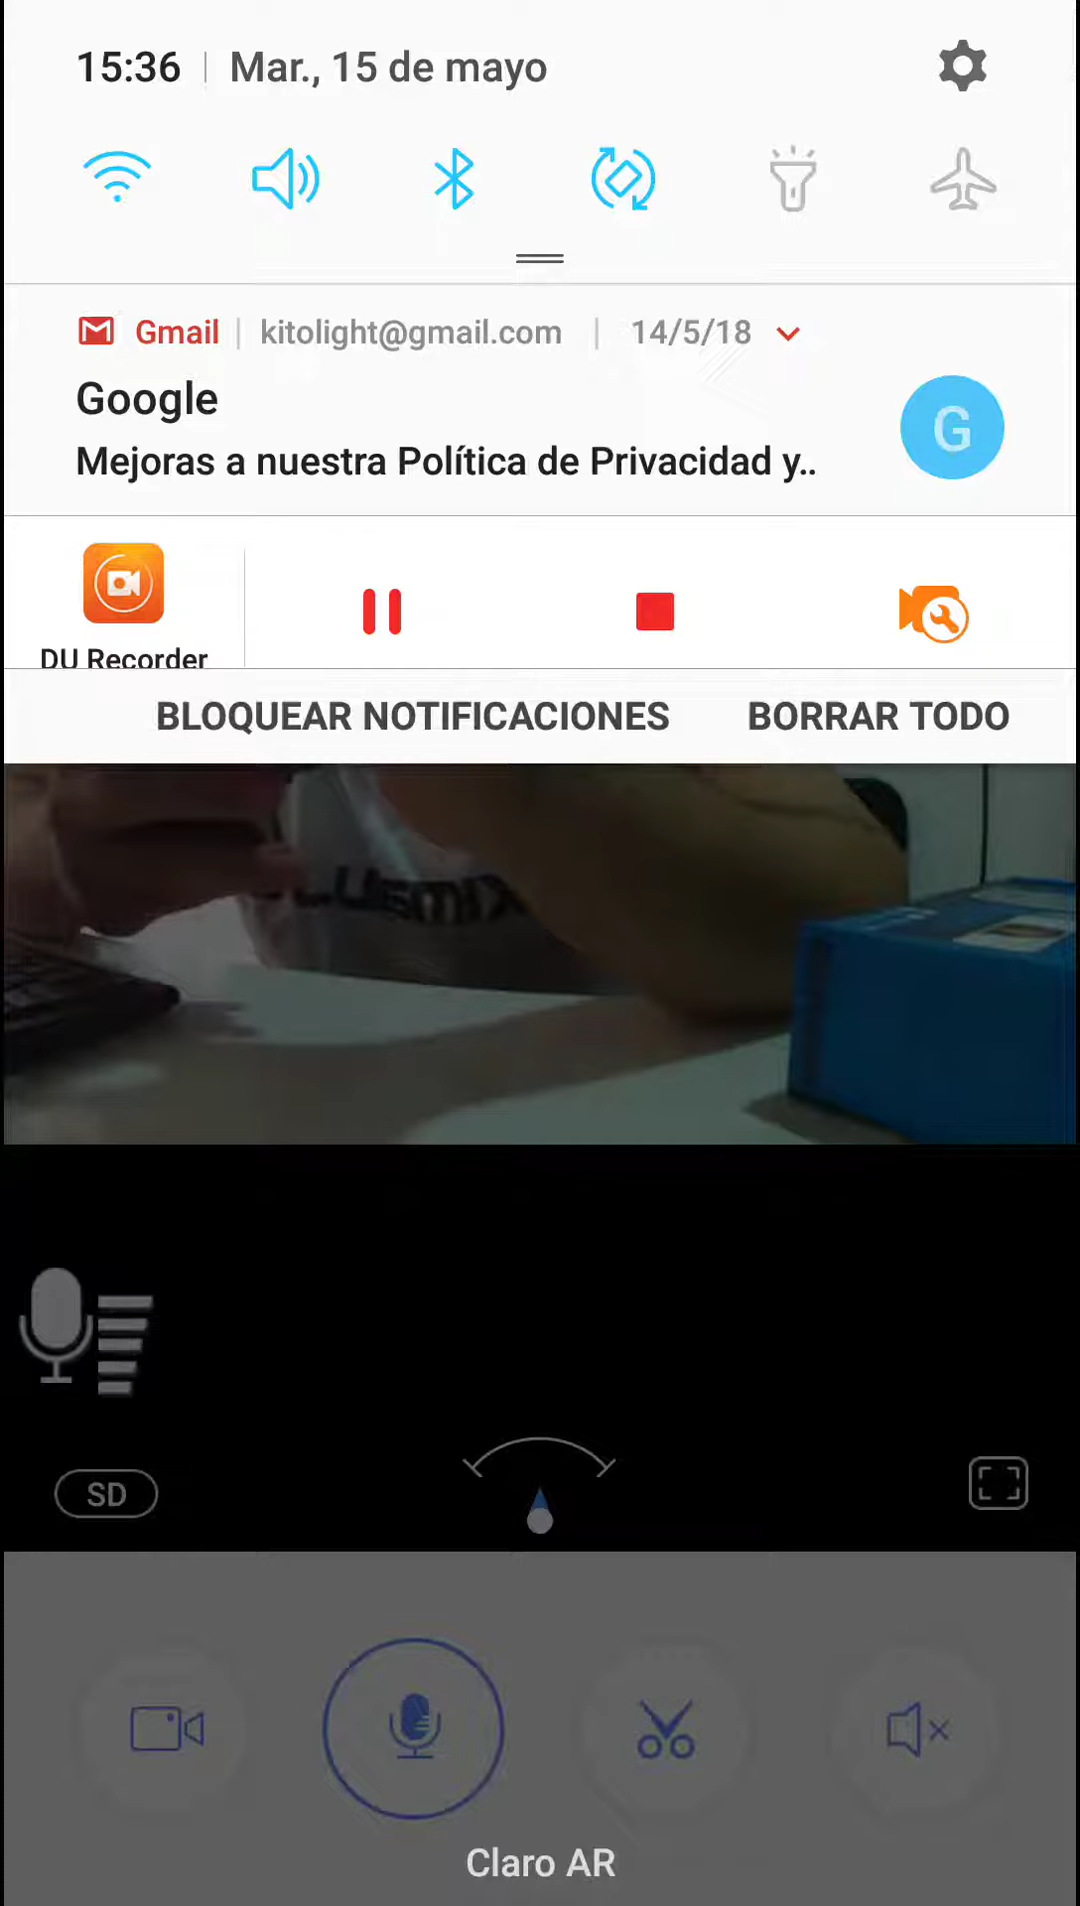 15:36 | Mar., 15 de mayo
Gmail | kitolight@gmail.com | 14/5/18
Google
G
Mejoras a nuestra Política de Privacidad y..
DU Recorder
BLOQUEAR NOTIFICACIONES BORRAR TODO
SD
Claro AR